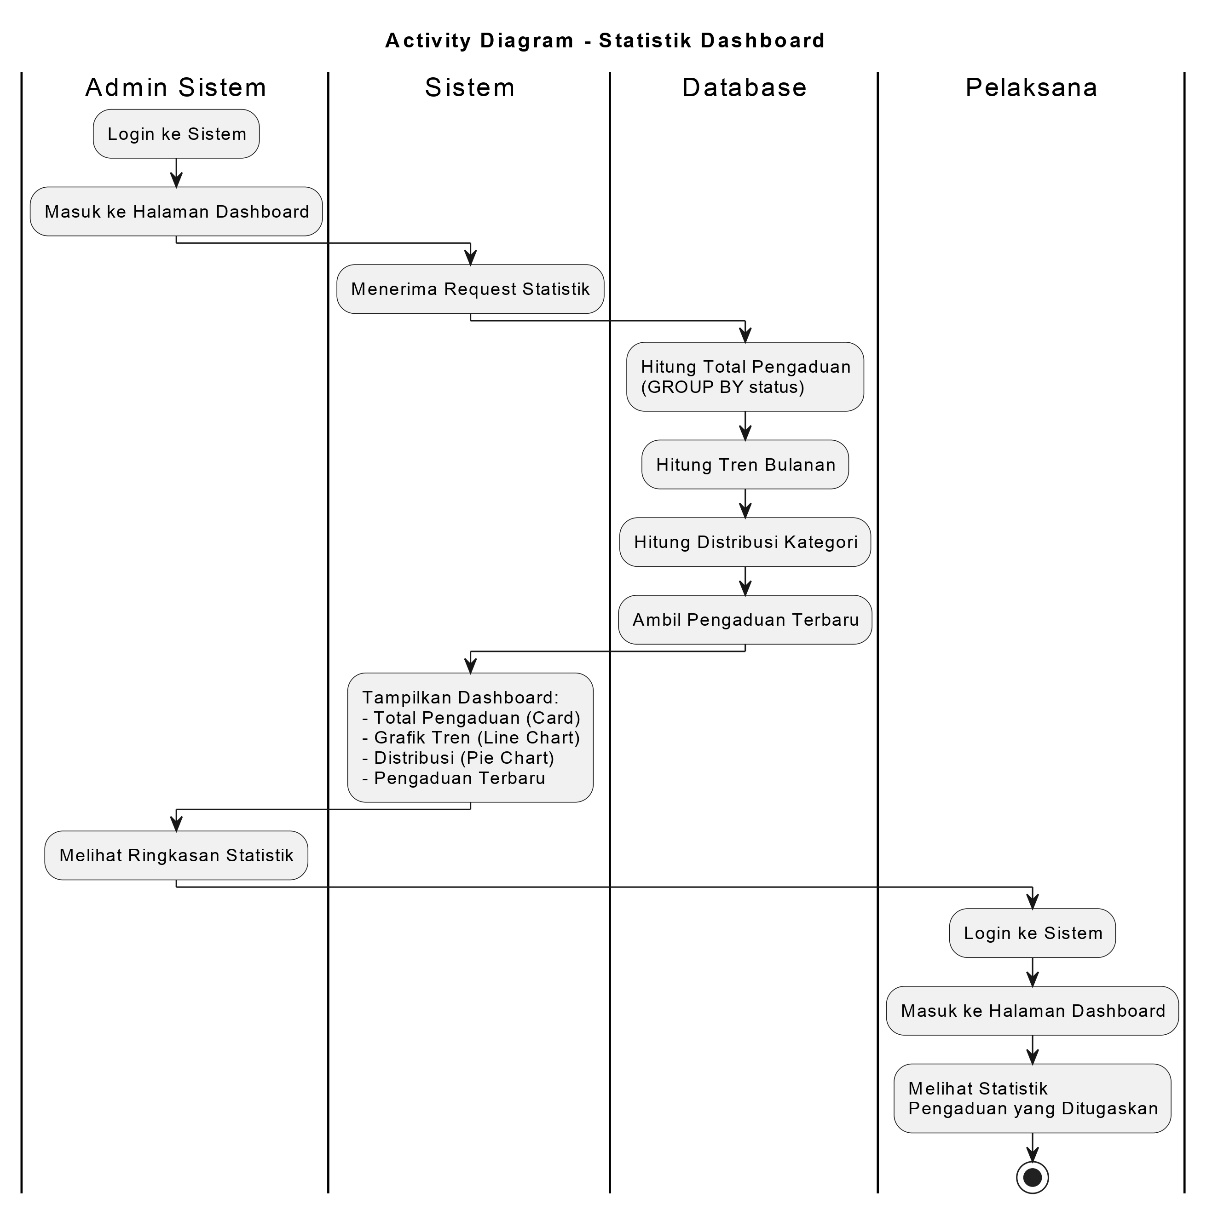 Activity Diagram - Statistik Dashboard
Admin Sistem
Sistem
Database
Pelaksana
Login ke Sistem
Masuk ke Halaman Dashboard
Menerima Request Statistik
Hitung Total Pengaduan
(GROUP BY status)
Hitung Tren Bulanan
Hitung Distribusi Kategori
Ambil Pengaduan Terbaru
Tampilkan Dashboard:
- Total Pengaduan (Card)
- Grafik Tren (Line Chart)
- Distribusi (Pie Chart)
- Pengaduan Terbaru
Melihat Ringkasan Statistik
Login ke Sistem
Masuk ke Halaman Dashboard
Melihat Statistik
Pengaduan yang Ditugaskan